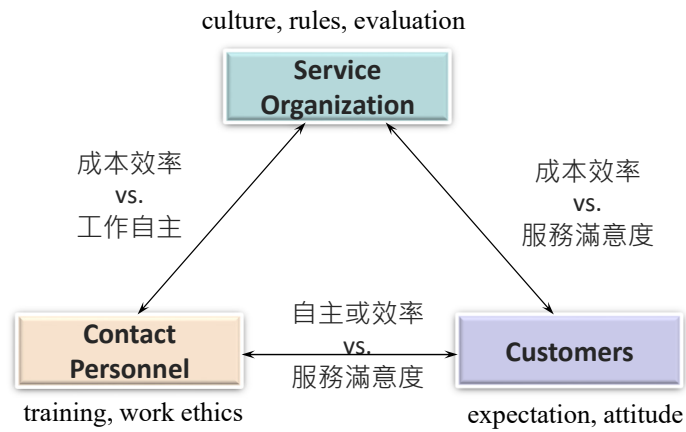 culture, rules, evaluation
Service
Organization
成本效率
vs.
工作自主
成本效率
vs.
服務滿意度
自主或效率
vs.
服務滿意度
Contact
Personnel
Customers
training, work ethics
expectation, attitude